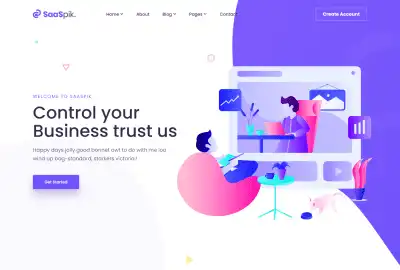 SaaSpik.
Home
About
Blog
Pages
Contact
Create Account
WELCOME TO SAASPIK
Control your
Business trust us
Happy days jolly good bonnet owt to do with me loo
wind up bog-standard, starkers victoria!
Get Started